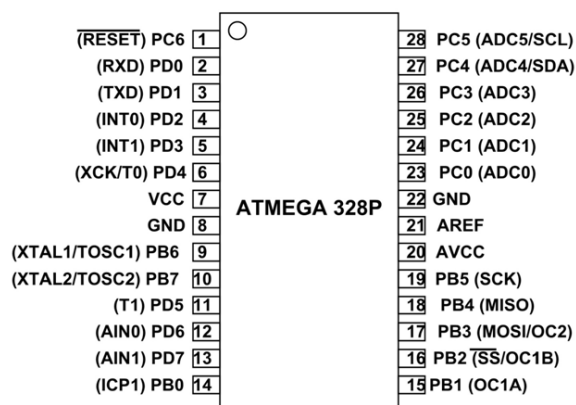 (RESET) PC6 1
(RXD) PD0 2
(TXD) PD1 3
(INT0) PD2 4
(INT1) PD3 5
(XCK/T0) PD4 6
VCC 7
GND 8
(XTAL1/TOSC1) PB6 9
(XTAL2/TOSC2) PB7 10
(T1) PD5 11
(AIN0) PD6 12
(AIN1) PD7 13
(ICP1) PB0 14
ATMEGA 328P
28 PC5 (ADC5/SCL)
27 PC4 (ADC4/SDA)
26 PC3 (ADC3)
25 PC2 (ADC2)
24 PC1 (ADC1)
23 PC0 (ADC0)
22 GND
21 AREF
20 AVCC
19 PB5 (SCK)
18 PB4 (MISO)
17 PB3 (MOSI/OC2)
16 PB2 (SS/OC1B)
15 PB1 (OC1A)